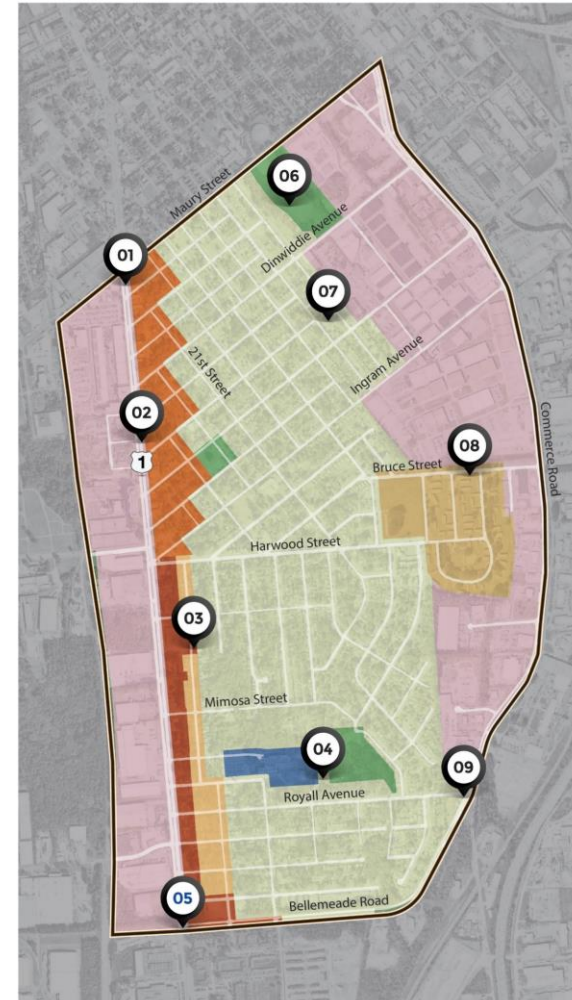 06
Maury Street
Dinwiddie Avenue
01
07
21st Street
Ingram Avenue
02
1
Commerce Road
08
Bruce Street
Harwood Street
03
Mimosa Street
04
09
Royall Avenue
05
Bellemeade Road